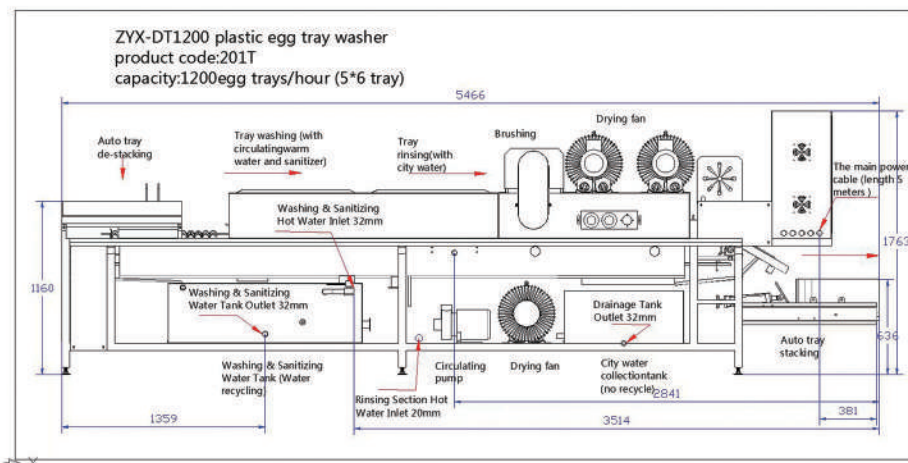 ZYX-DT1200 plastic egg tray washer
product code:201T
capacity:1200egg trays/hour (5*6 tray)
5466
Auto tray
de-stacking
Tray washing (with
circulatingwarm
water and sanitizer)
Tray
rinsing(with
city water)
Brushing
Drying fan
The main power
cable (length 5
meters )
Washing & Sanitizing
Hot Water Inlet 32mm
1763
1160
Washing & Sanitizing
Water Tank Outlet 32mm
Drainage Tank
Outlet 32mm
636
Auto tray
stacking
Washing & Sanitizing
Water Tank (Water
recycling)
Circulating
pump
Drying fan
City water
collectiontank
(no recycle)
Rinsing Section Hot
Water Inlet 20mm
2841
1359
3514
381
X